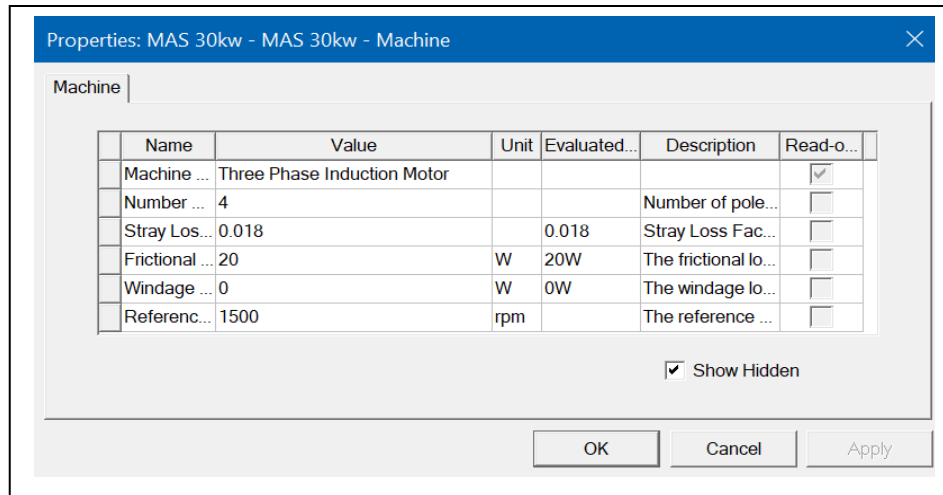 Properties: MAS 30kw - MAS 30kw - Machine
Machine
Name Value Unit Evaluated... Description Read-o...
Machine ... Three Phase Induction Motor
Number ... 4 Number of pole...
Stray Los... 0.018 0.018 Stray Loss Fac...
Frictional ... 20 W 20W The frictional lo...
Windage ... 0 W 0W The windage lo...
Referenc... 1500 rpm The reference ...
Show Hidden
OK Cancel Apply